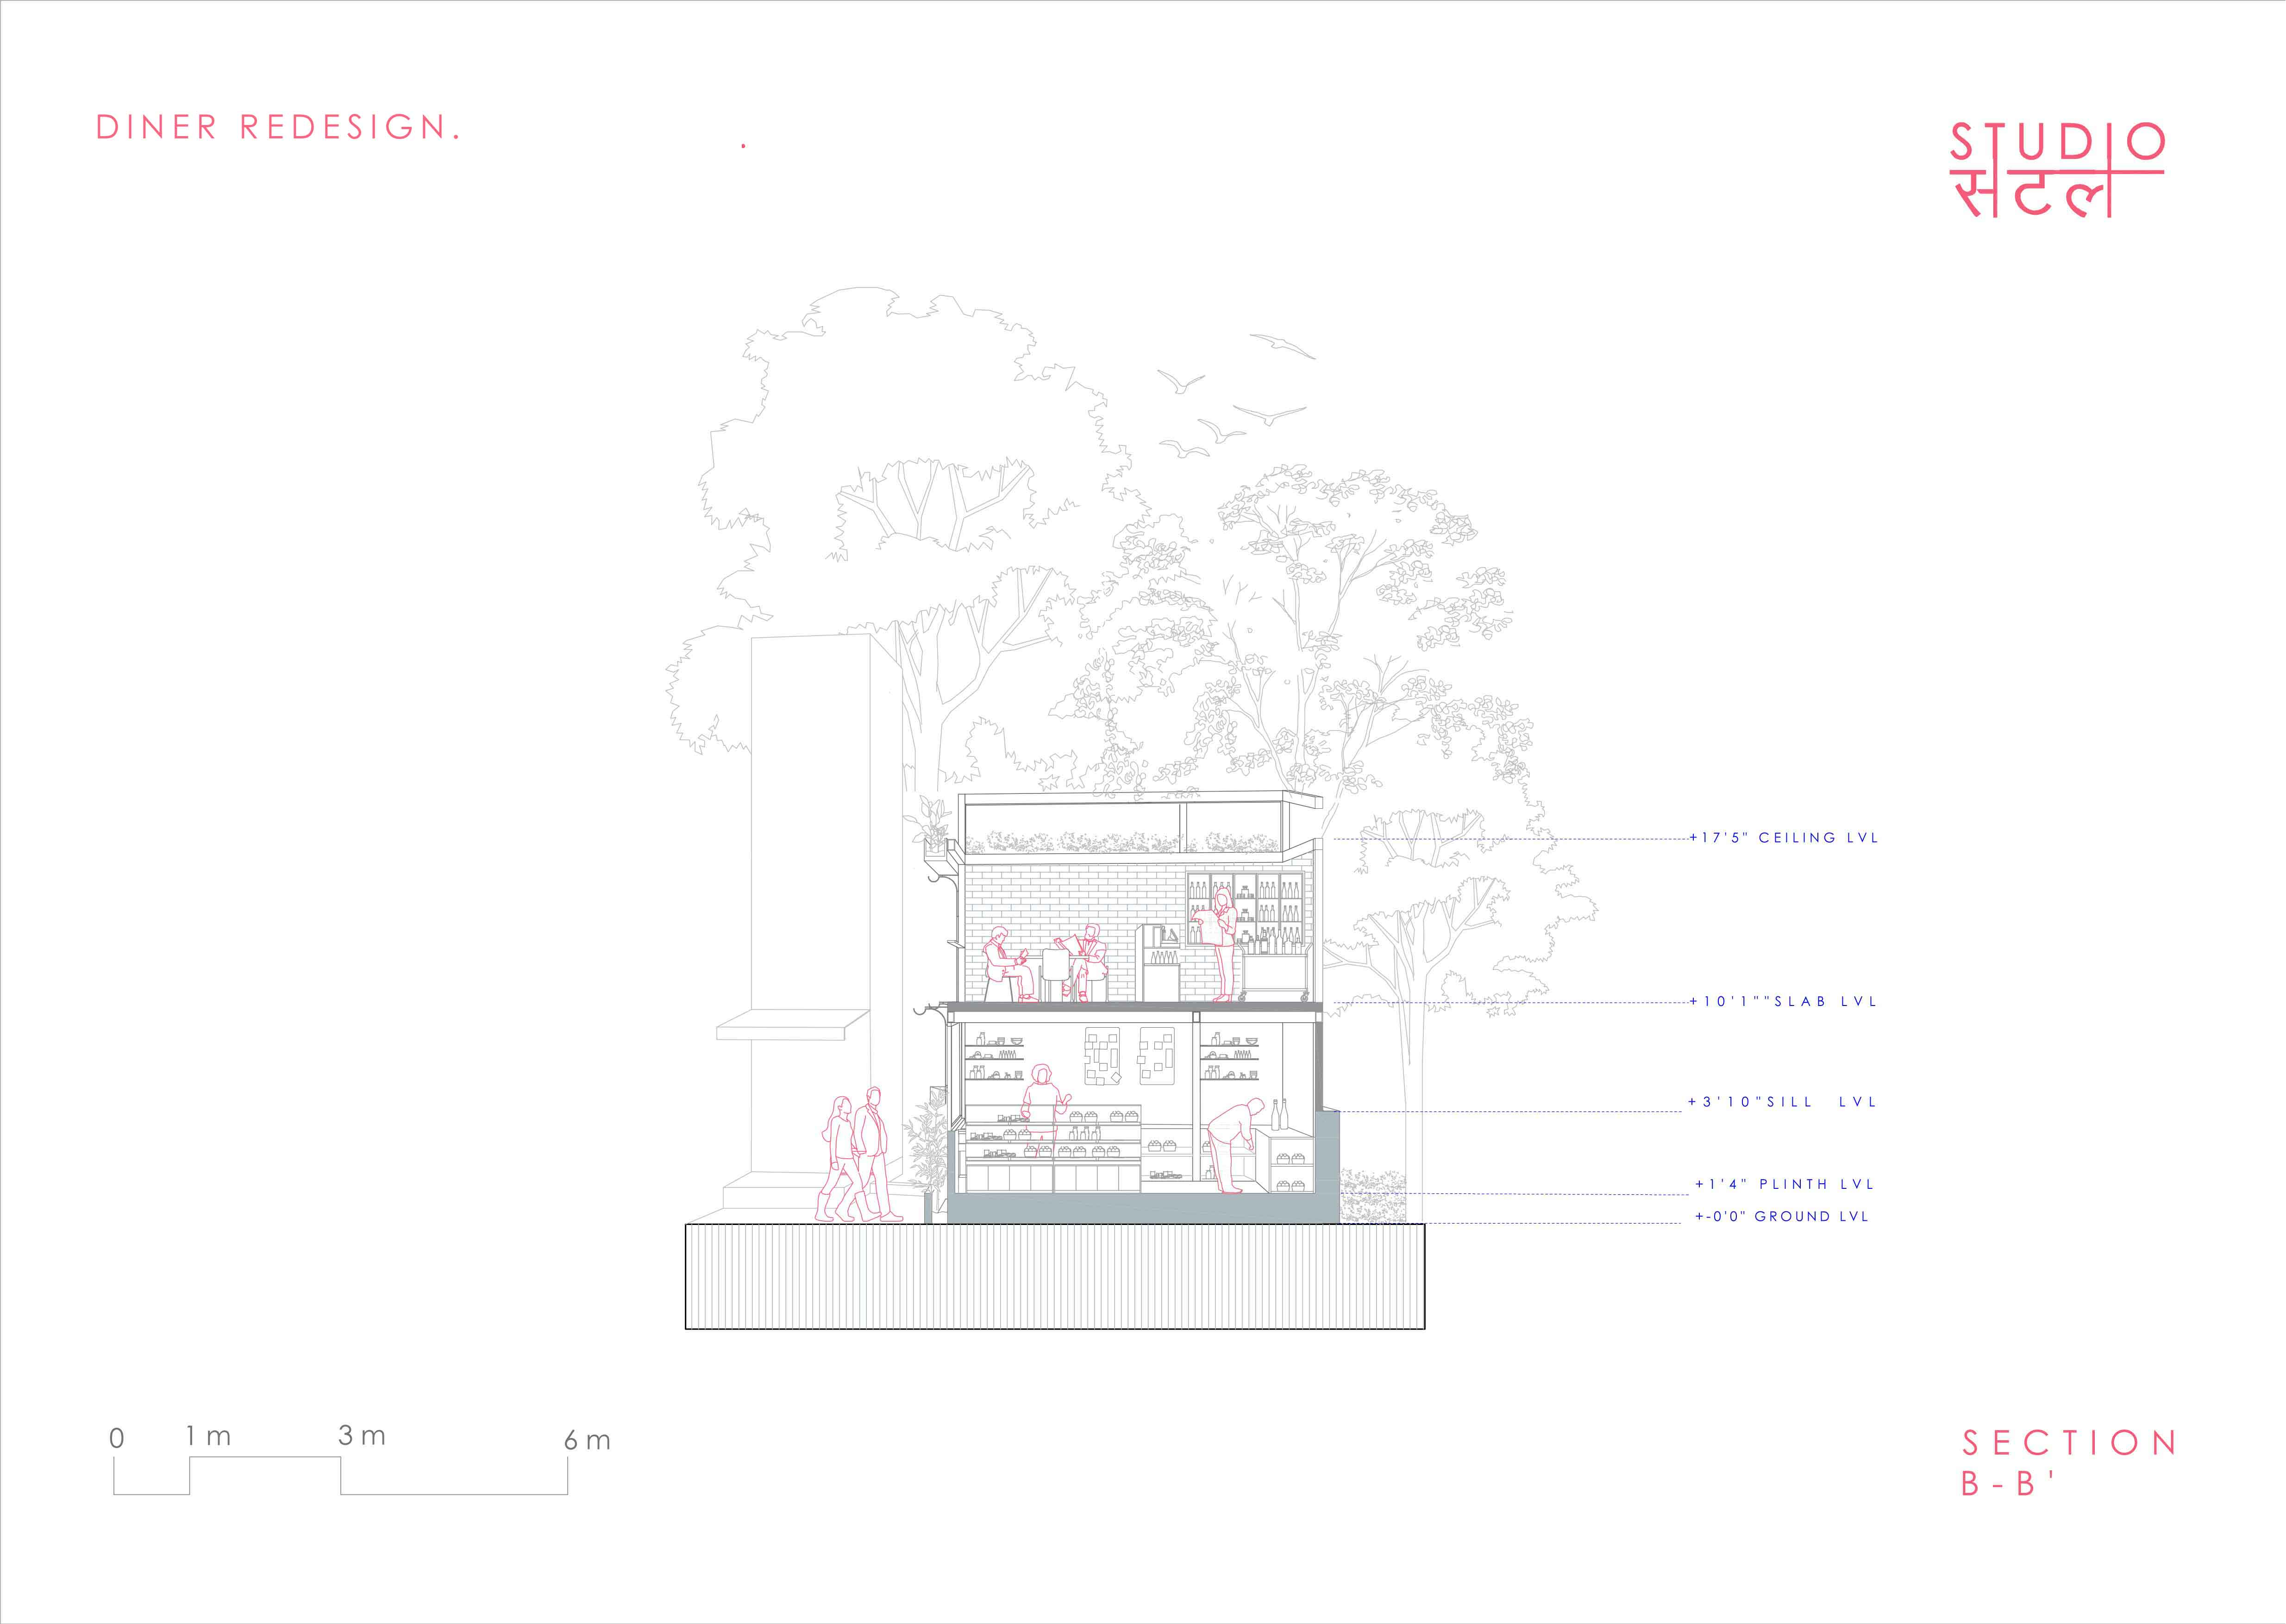 DINER REDESIGN.
STUDIO
सटल
+17'5" CEILING LVL
+10'1""SLAB LVL
+3'10"SILL LVL
+1'4" PLINTH LVL
+-0'0" GROUND LVL
0 1m 3m 6m
SECTION
B-B'